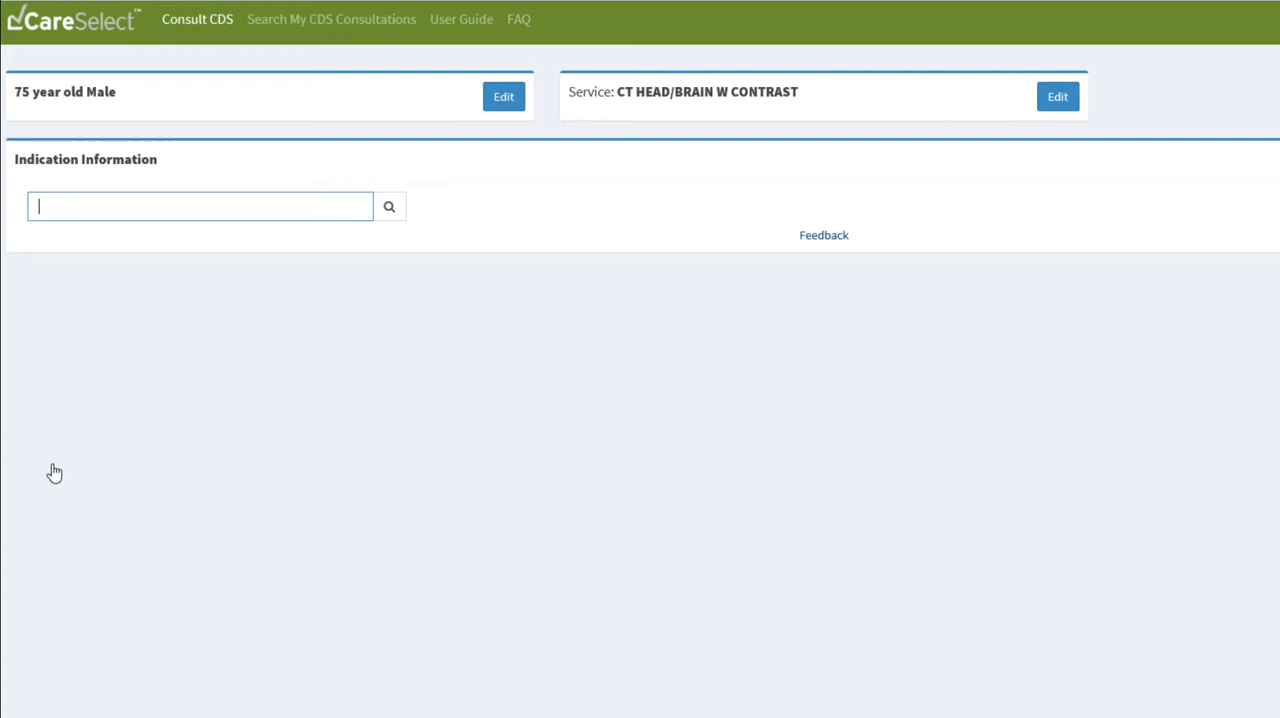 CareSelect™ Consult CDS Search My CDS Consultations User Guide FAQ
75 year old Male Edit
Service: CT HEAD/BRAIN W CONTRAST Edit
Indication Information
Feedback